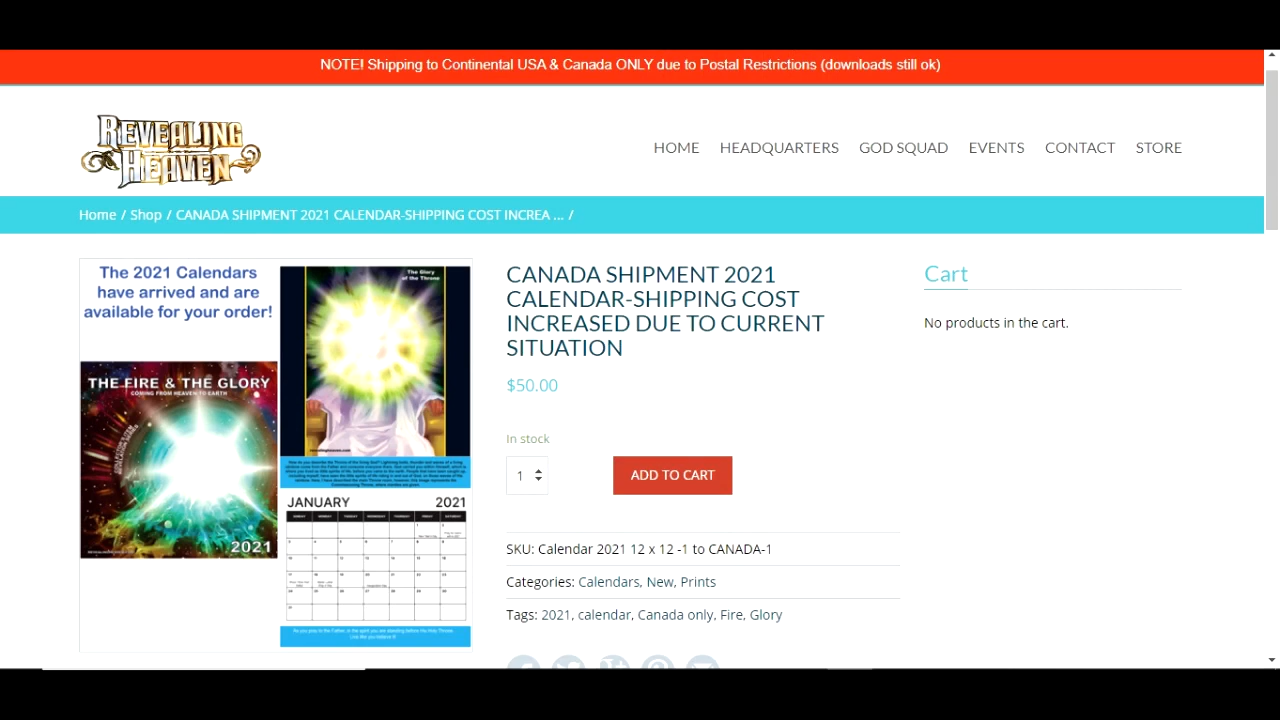 NOTE! Shipping to Continental USA & Canada ONLY due to Postal Restrictions (downloads still ok)
REVEALING
HEAVEN
HOME HEADQUARTERS GOD SQUAD EVENTS CONTACT STORE
Home / Shop / CANADA SHIPMENT 2021 CALENDAR-SHIPPING COST INCREA ... /
The 2021 Calendars
have arrived and are
available for your order!
The Glory
of the Throne
THE FIRE & THE GLORY
COMING FROM HEAVEN TO EARTH
2021
JANUARY 2021
CANADA SHIPMENT 2021
CALENDAR-SHIPPING COST
INCREASED DUE TO CURRENT
SITUATION
$50.00
In stock
1
ADD TO CART
SKU: Calendar 2021 12 x 12 -1 to CANADA-1
Categories: Calendars, New, Prints
Tags: 2021, calendar, Canada only, Fire, Glory
Cart
No products in the cart.